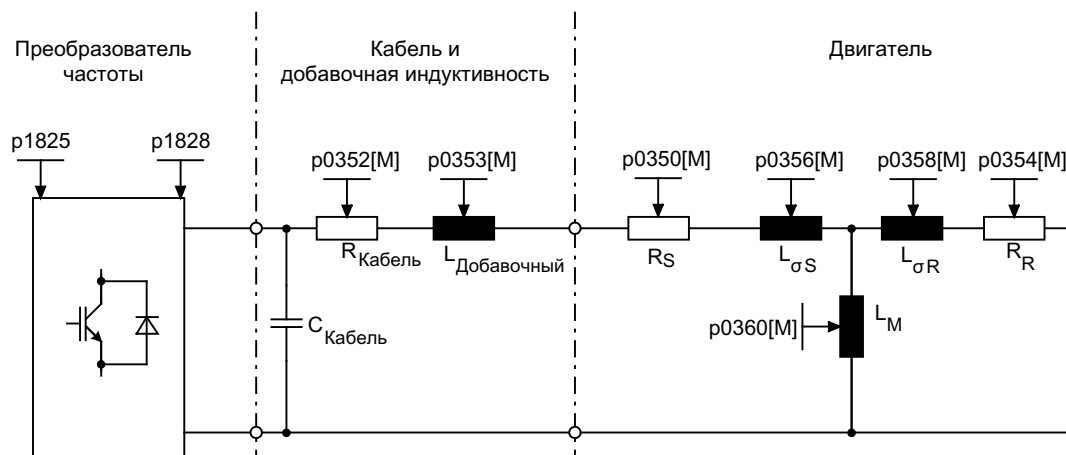 Преобразователь
частоты
Кабель и
добавочная индуктивность
Двигатель
p1825
p1828
p0352[M]
p0353[M]
p0350[M]
p0356[M]
p0358[M]
p0354[M]
RКабель
LДобавочный
RS
LσS
LσR
RR
CКабель
p0360[M]
LM